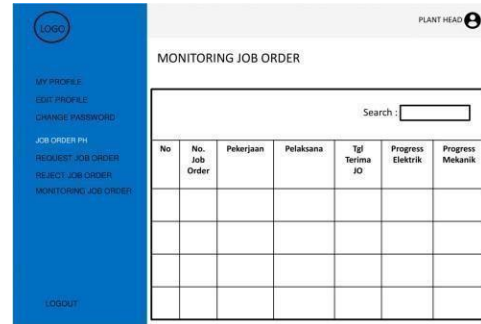 LOGO
PLANT HEAD
MONITORING JOB ORDER
MY PROFILE
EDIT PROFILE
CHANGE PASSWORD
JOB ORDER PH
REQUEST JOB ORDER
REJECT JOB ORDER
MONITORING JOB ORDER
LOGOUT
Search :
No No. Job Order Pekerjaan Pelaksana Tgl Terima JO Progress Elektrik Progress Mekanik